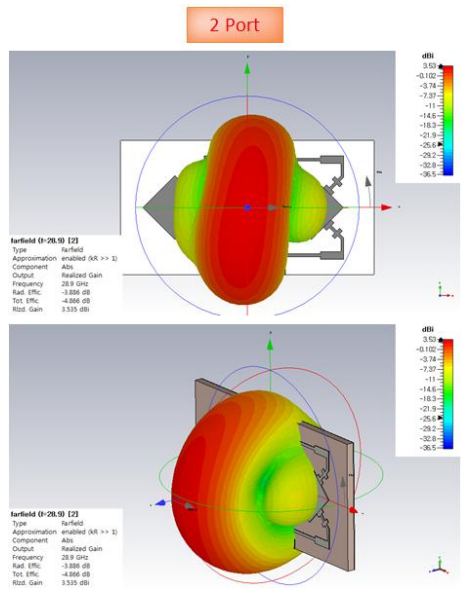 2 Port
dBi
3.53
-0.102
-3.74
-7.37
-11
-14.6
-18.3
-21.9
-25.6
-29.2
-32.8
-36.5
farfield (f=28.9) [2]
Type Farfield
Approximation enabled (kR >> 1)
Component Abs
Output Realized Gain
Frequency 28.9 GHz
Rad. Effic. -3.886 dB
Tot. Effic. -4.866 dB
Rlzd. Gain 3.535 dBi
dBi
3.53
-0.102
-3.74
-7.37
-11
-14.6
-18.3
-21.9
-25.6
-29.2
-32.8
-36.5
farfield (f=28.9) [2]
Type Farfield
Approximation enabled (kR >> 1)
Component Abs
Output Realized Gain
Frequency 28.9 GHz
Rad. Effic. -3.886 dB
Tot. Effic. -4.866 dB
Rlzd. Gain 3.535 dBi